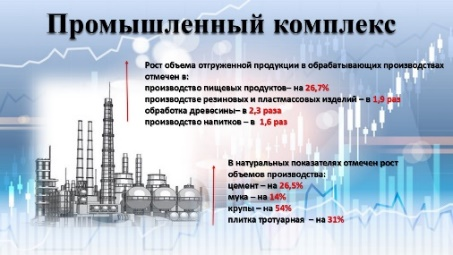 Промышленный комплекс
Рост объема отгруженной продукции в обрабатывающих производствах
отмечен в:
производство пищевых продуктов– на 26,7%
производстве резиновых и пластмассовых изделий – в 1,9 раз
обработка древесины– в 2,3 раза
производство напитков – в 1,6 раз
В натуральных показателях отмечен рост
объемов производства:
цемент – на 26,5%
мука – на 14%
крупы – на 54%
плитка тротуарная – на 31%